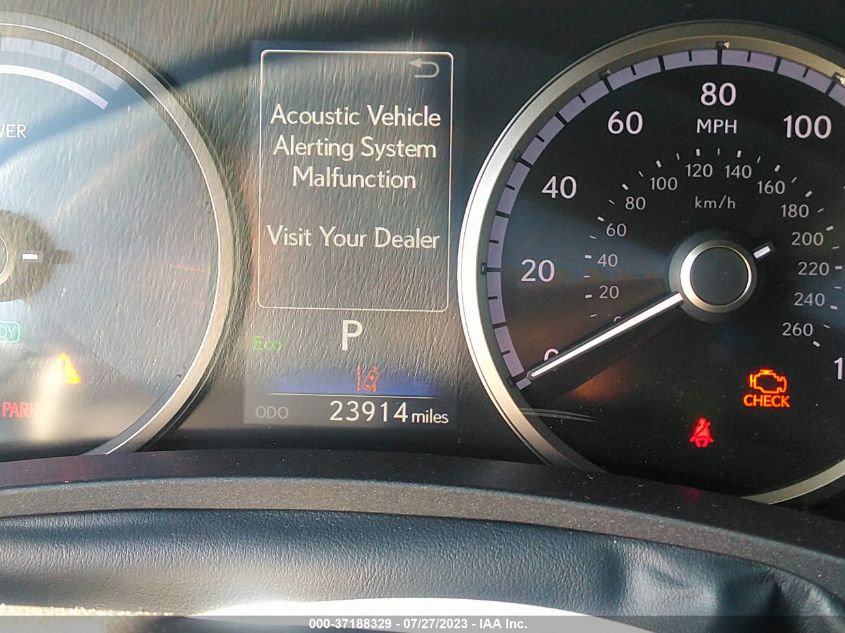 WER
Acoustic Vehicle
Alerting System
Malfunction
Visit Your Dealer
P
Eco
PARK
ODO 23914 miles
0
20
40
60
80
100
MPH
km/h
20
40
60
80
100
120
140
160
180
200
220
240
260
CHECK
000-37188329 - 07/27/2023 - IAA Inc.